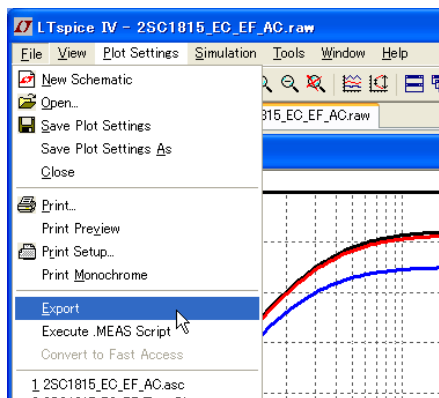 LTspice IV - 2SC1815_EC_EF_AC.raw
File View Plot Settings Simulation Tools Window Help
New Schematic
Open...
315_EC_EF_AC.raw
Save Plot Settings
Save Plot Settings As
Close
Print...
Print Preview
Print Setup...
Print Monochrome
Export
Execute .MEAS Script
Convert to Fast Access
1 2SC1815_EC_EF_AC.asc